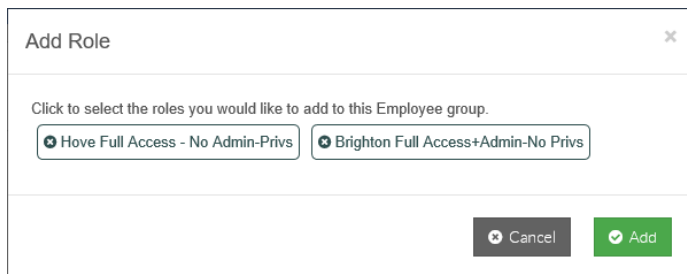 Add Role
Click to select the roles you would like to add to this Employee group.
Hove Full Access - No Admin-Privs Brighton Full Access+Admin-No Privs
Cancel Add